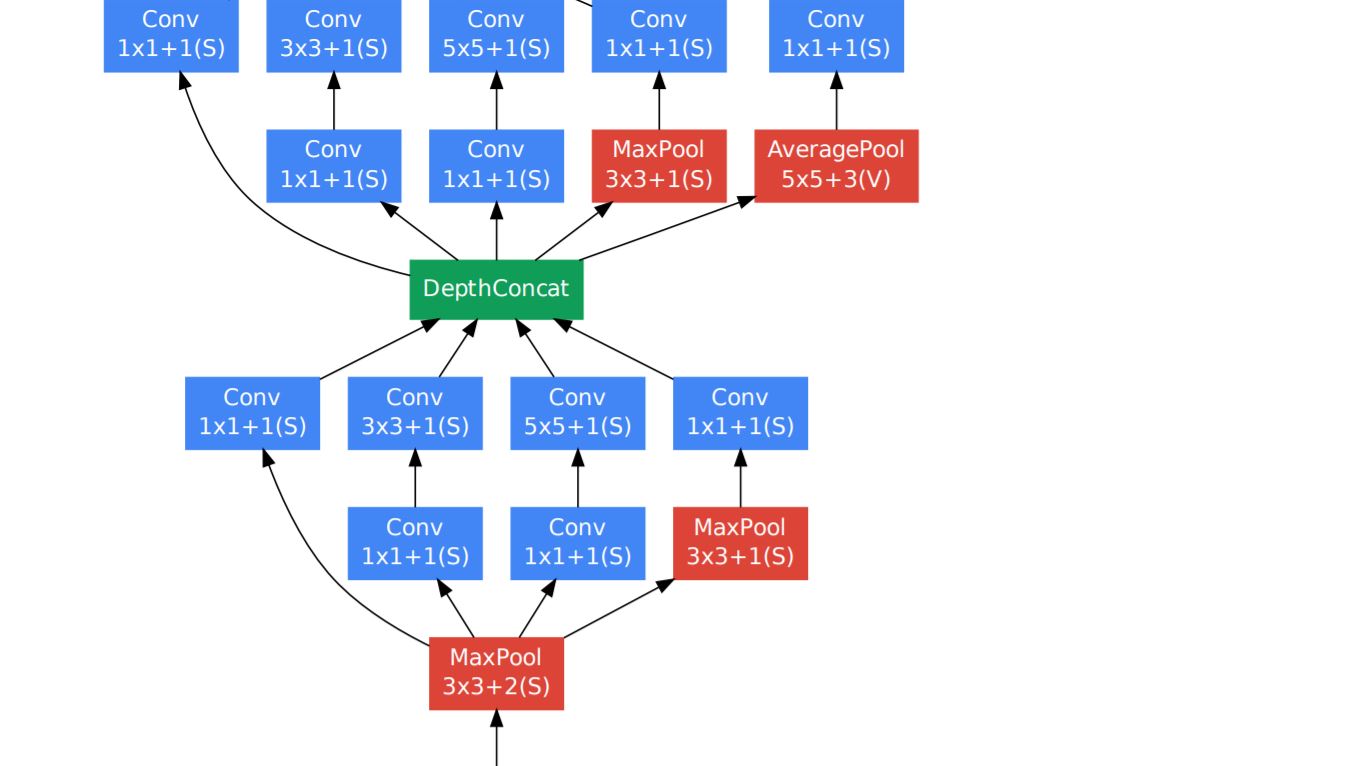 Conv
1x1+1(S)
Conv
3x3+1(S)
Conv
5x5+1(S)
Conv
1x1+1(S)
Conv
1x1+1(S)
Conv
1x1+1(S)
Conv
1x1+1(S)
MaxPool
3x3+1(S)
AveragePool
5x5+3(V)
DepthConcat
Conv
1x1+1(S)
Conv
3x3+1(S)
Conv
5x5+1(S)
Conv
1x1+1(S)
Conv
1x1+1(S)
Conv
1x1+1(S)
MaxPool
3x3+1(S)
MaxPool
3x3+2(S)